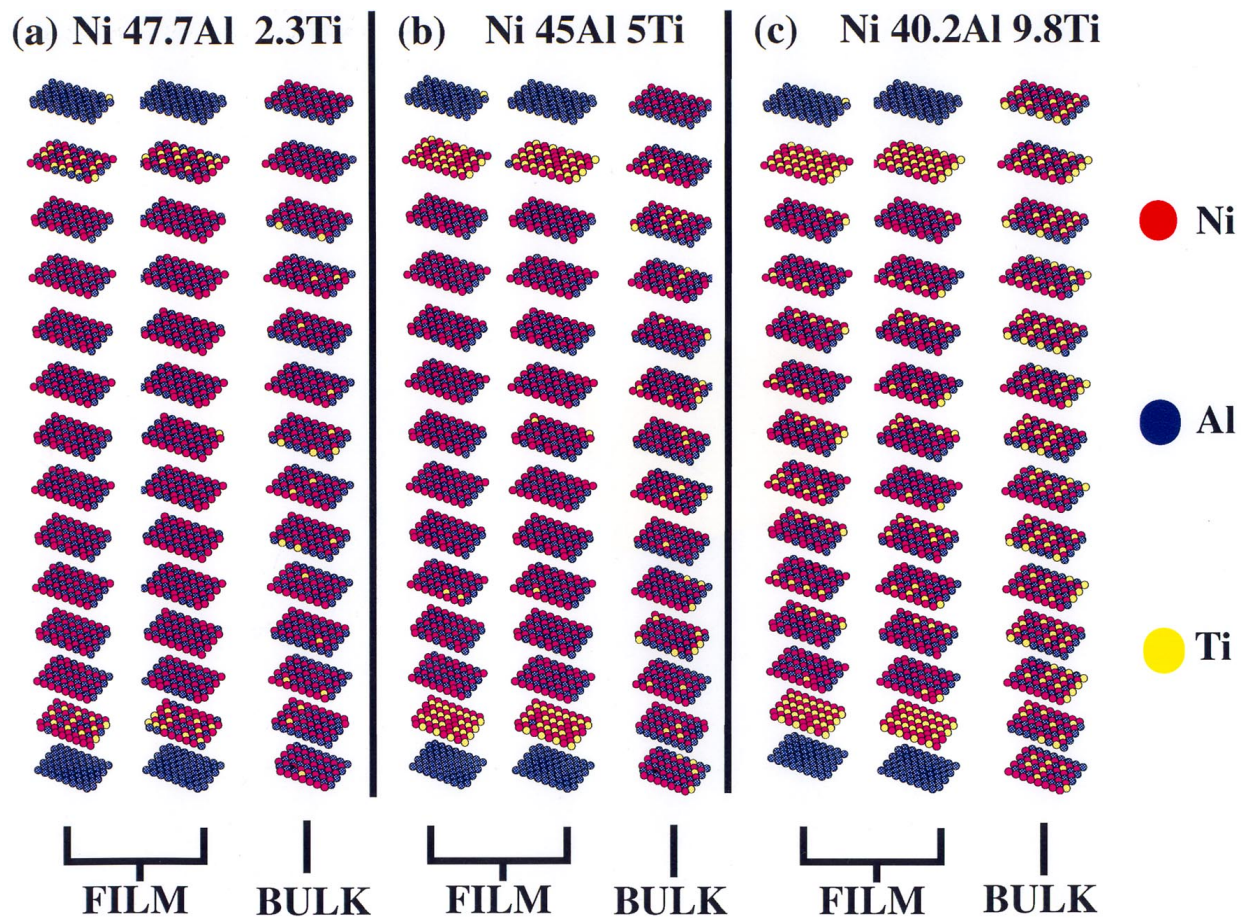 (a) Ni 47.7Al 2.3Ti
(b) Ni 45Al 5Ti
(c) Ni 40.2Al 9.8Ti
Ni
Al
Ti
FILM
BULK
FILM
BULK
FILM
BULK